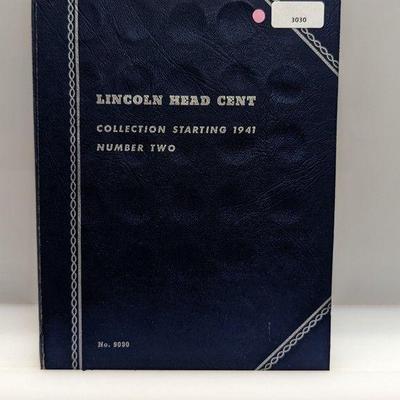 3030
LINCOLN HEAD CENT
COLLECTION STARTING 1941
NUMBER TWO
No. 9030